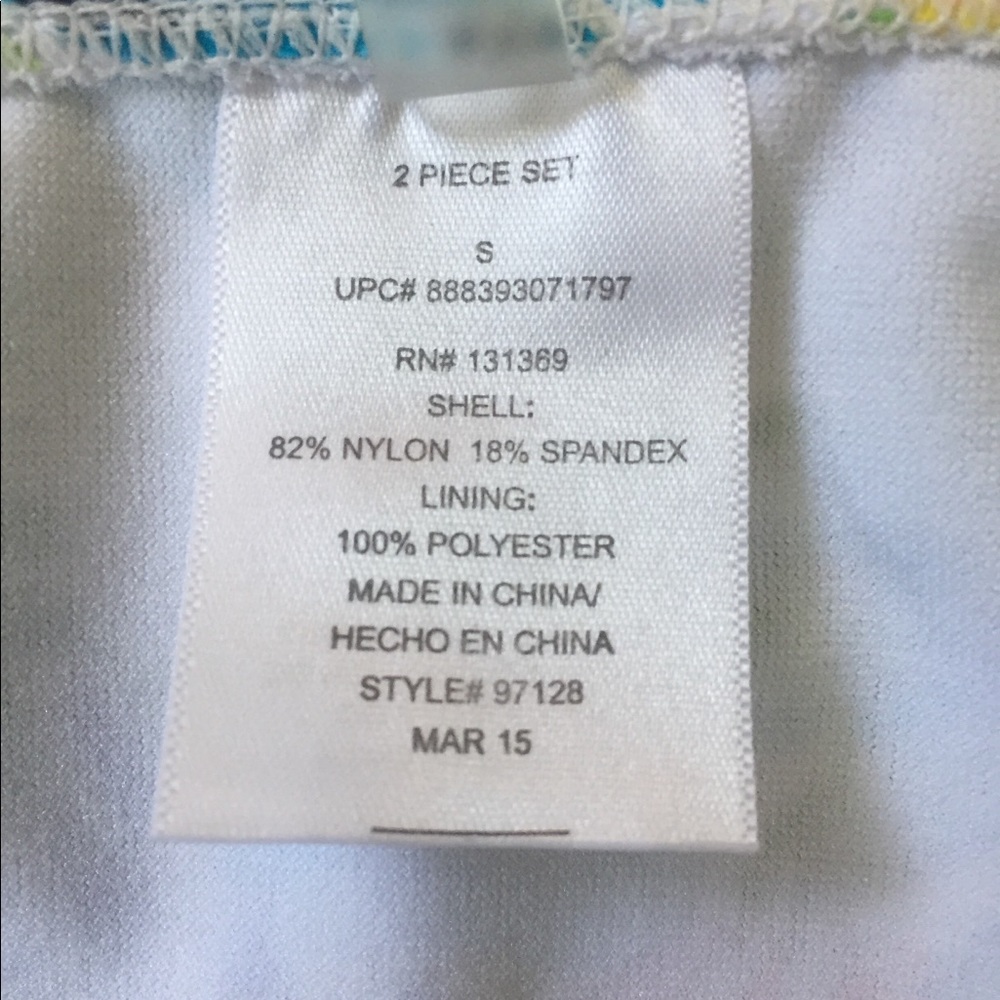 2 PIECE SET
S
UPC# 888393071797
RN# 131369
SHELL:
82% NYLON 18% SPANDEX
LINING:
100% POLYESTER
MADE IN CHINA/
HECHO EN CHINA
STYLE# 97128
MAR 15